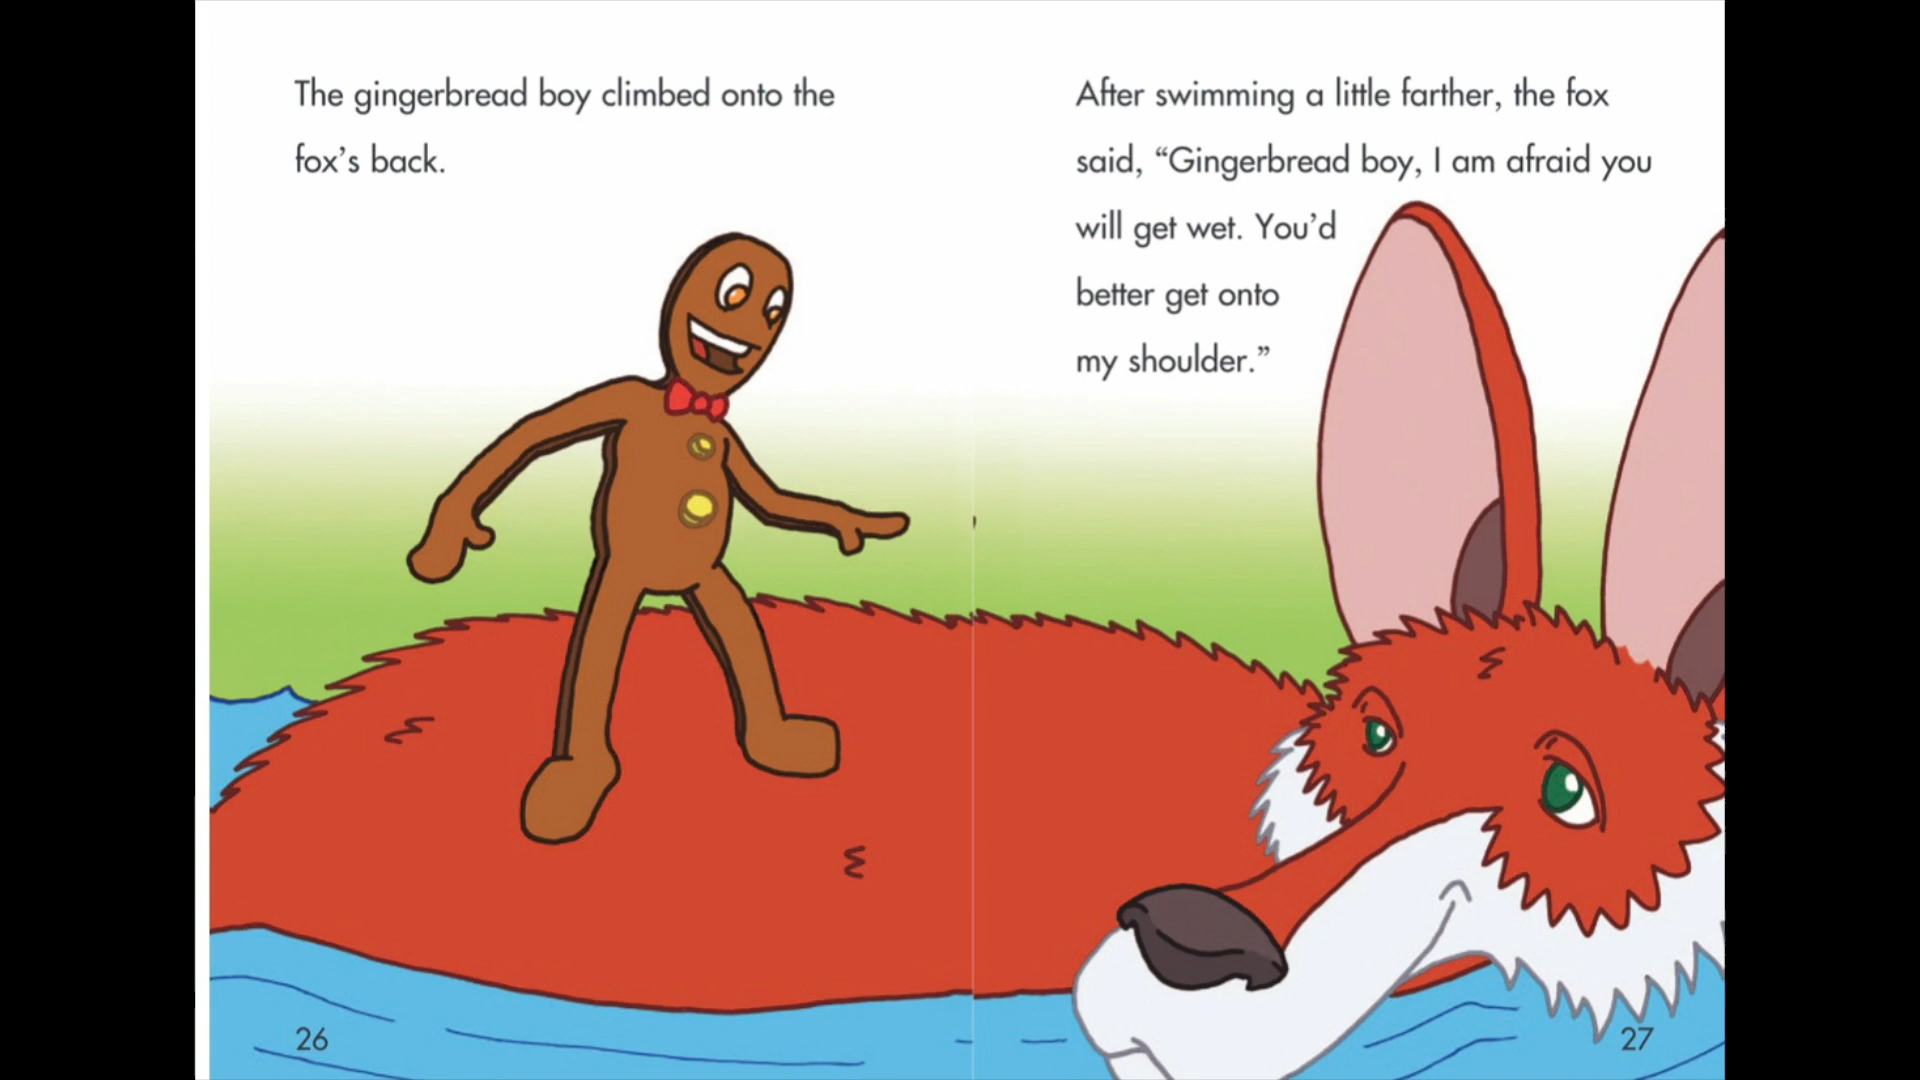 The gingerbread boy climbed onto the
fox’s back.
26
After swimming a little farther, the fox
said, “Gingerbread boy, I am afraid you
will get wet. You’d
better get onto
my shoulder.”
27